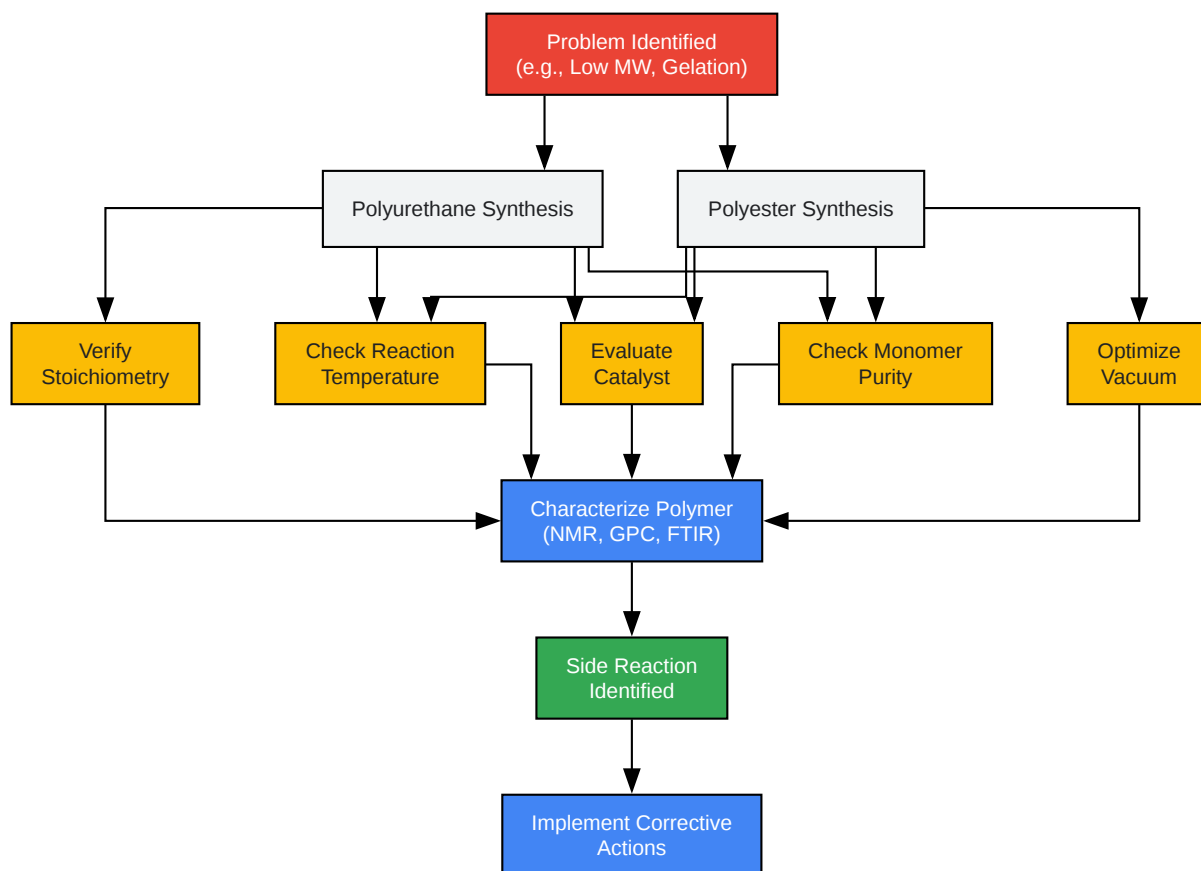 Problem Identified
(e.g., Low MW, Gelation)
Polyurethane Synthesis
Polyester Synthesis
Verify
Stoichiometry
Check Reaction
Temperature
Evaluate
Catalyst
Check Monomer
Purity
Optimize
Vacuum
Characterize Polymer
(NMR, GPC, FTIR)
Side Reaction
Identified
Implement Corrective
Actions